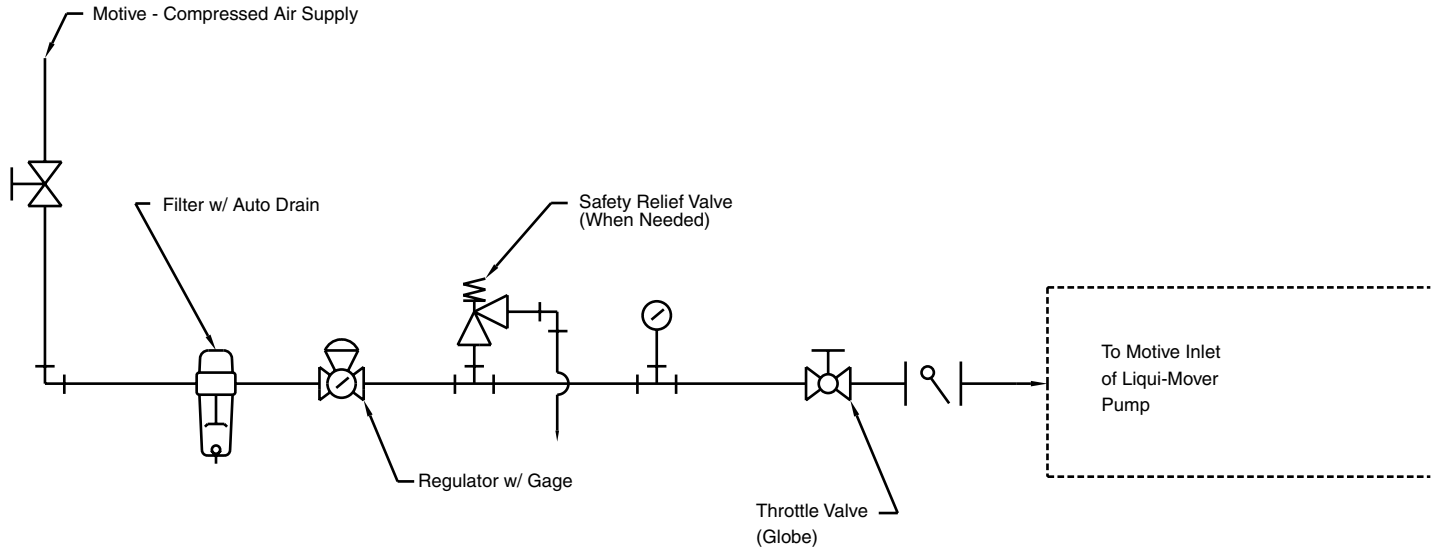 Motive - Compressed Air Supply
Filter w/ Auto Drain
Safety Relief Valve
(When Needed)
To Motive Inlet
of Liqui-Mover
Pump
Regulator w/ Gage
Throttle Valve
(Globe)